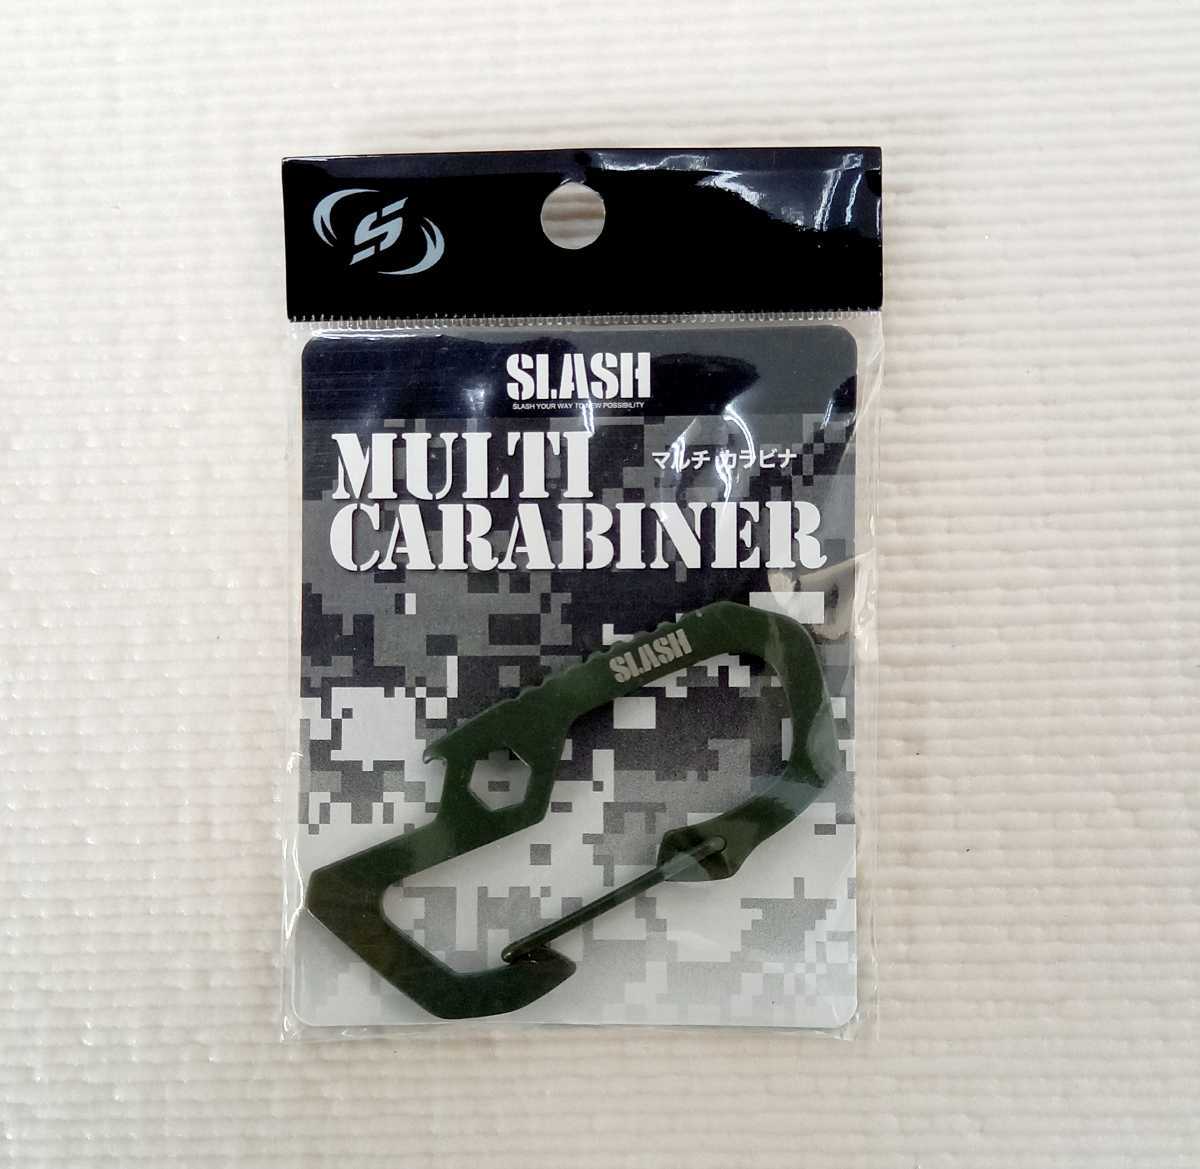 S
SLASH
SLASH YOUR WAY TO NEW POSSIBILITY
MULTI
マルチ カラビナ
CARABINER
SLASH